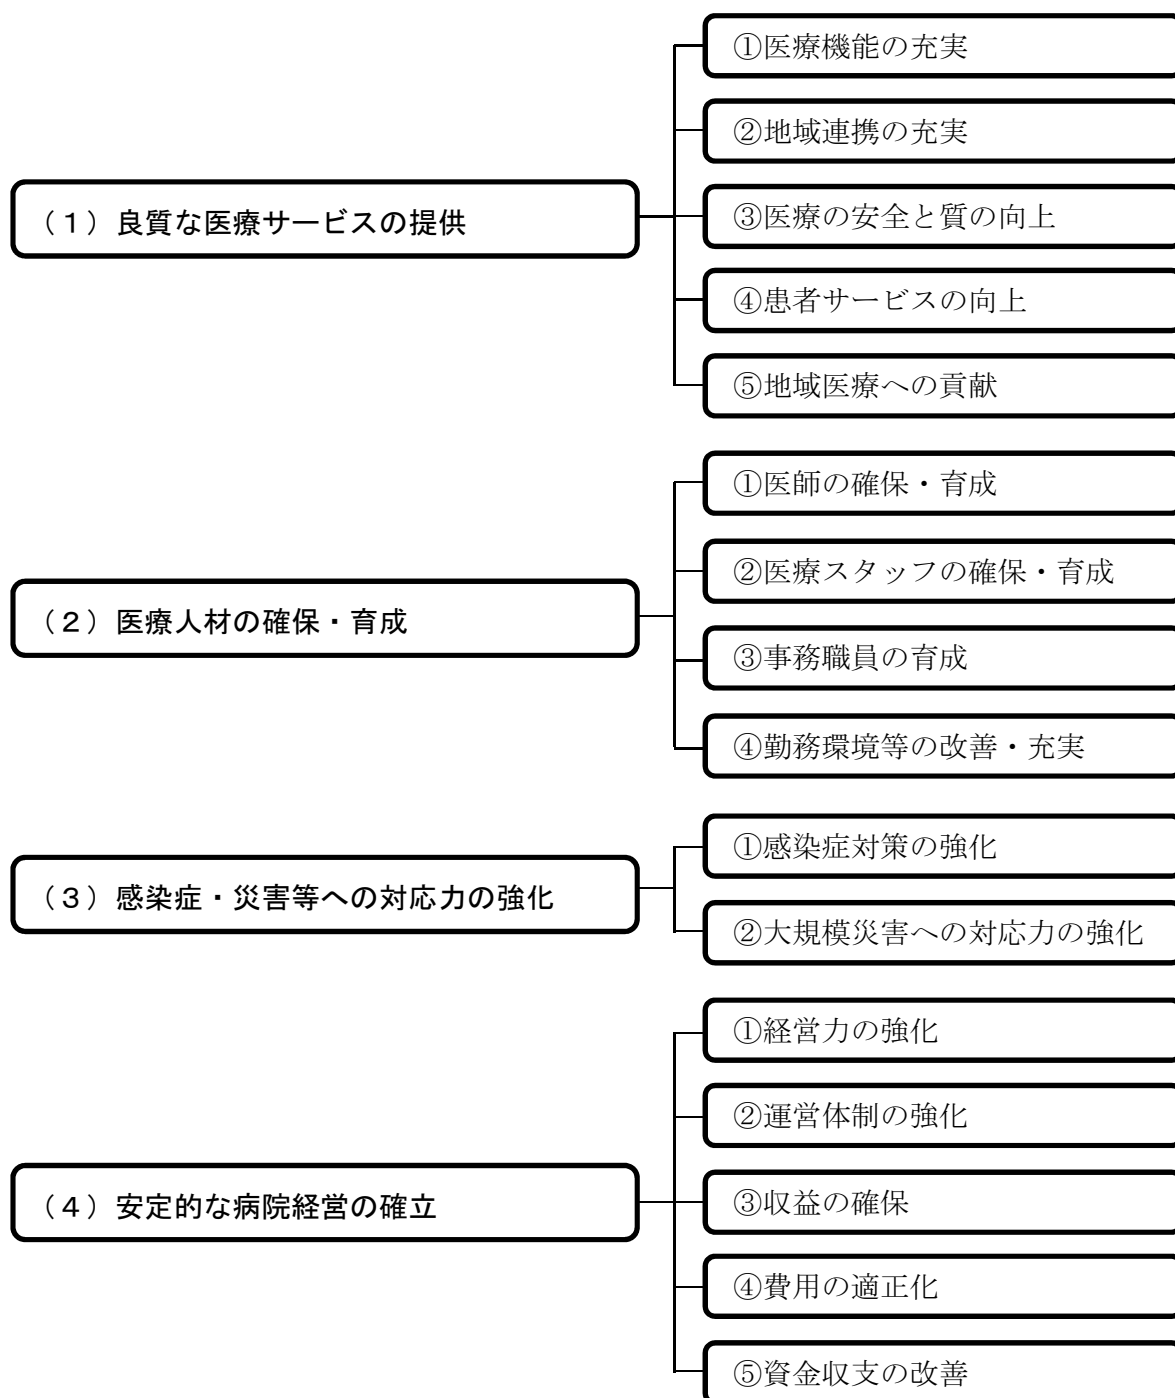 (1)良質な医療サービスの提供
①医療機能の充実
②地域連携の充実
③医療の安全と質の向上
④患者サービスの向上
⑤地域医療への貢献
(2)医療人材の確保・育成
①医師の確保・育成
②医療スタッフの確保・育成
③事務職員の育成
④勤務環境等の改善・充実
(3)感染症・災害等への対応力の強化
①感染症対策の強化
②大規模災害への対応力の強化
(4)安定的な病院経営の確立
①経営力の強化
②運営体制の強化
③収益の確保
④費用の適正化
⑤資金収支の改善